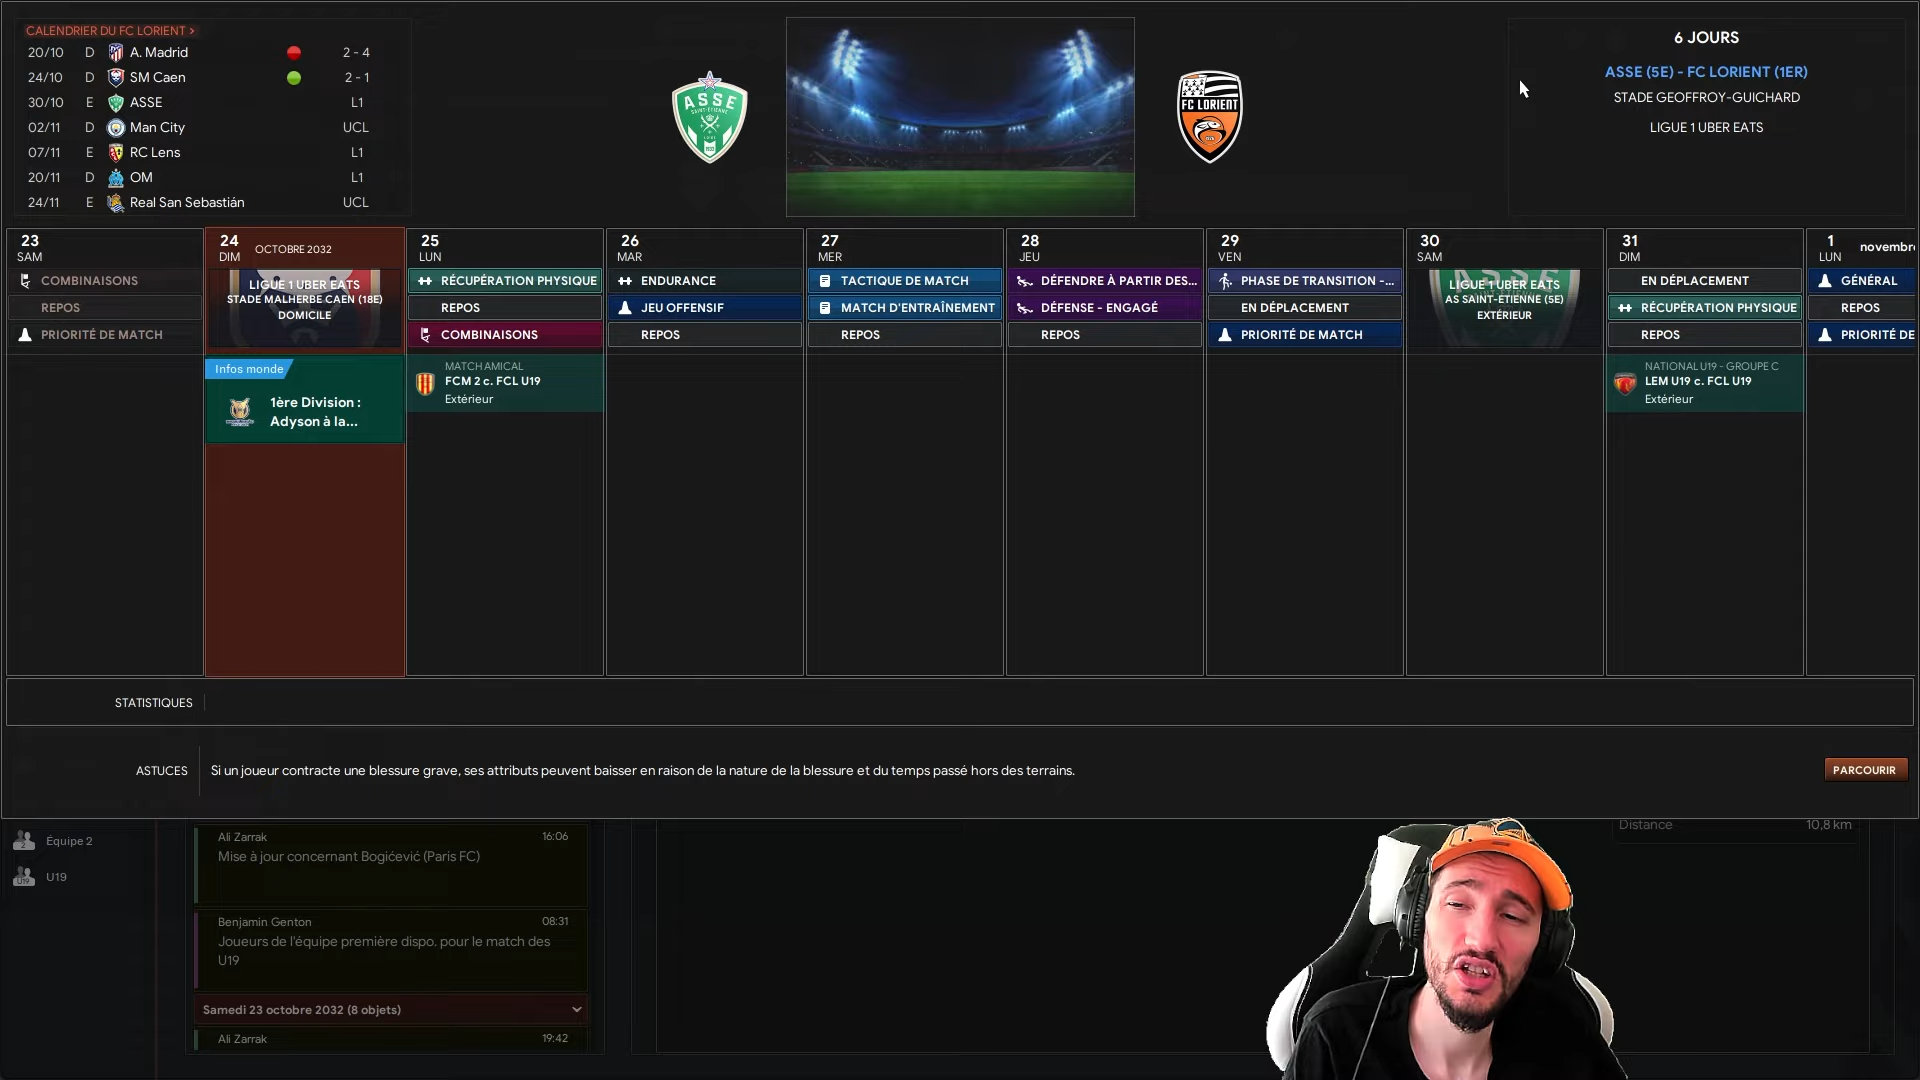 CALENDRIER DU FC LORIENT >
20/10 D A. Madrid 2 - 4
24/10 D SM Caen 2 - 1
30/10 E ASSE L1
02/11 D Man City UCL
07/11 E RC Lens L1
20/11 D OM L1
24/11 E Real San Sebastián UCL
ASSE
SAINT-ÉTIENNE
FC LORIENT
6 JOURS
ASSE (5E) - FC LORIENT (1ER)
STADE GEOFFROY-GUICHARD
LIGUE 1 UBER EATS
23
SAM
COMBINAISONS
REPOS
PRIORITÉ DE MATCH
24
DIM
OCTOBRE 2032
LIGUE 1 UBER EATS
STADE MALHERBE CAEN (18E)
DOMICILE
Infos monde
1ère Division :
Adyson à la...
25
LUN
RÉCUPÉRATION PHYSIQUE
REPOS
COMBINAISONS
MATCH AMICAL
FCM 2 c. FCL U19
Extérieur
26
MAR
ENDURANCE
JEU OFFENSIF
REPOS
27
MER
TACTIQUE DE MATCH
MATCH D'ENTRAÎNEMENT
REPOS
28
JEU
DÉFENDRE À PARTIR DES...
DÉFENSE - ENGAGÉ
REPOS
29
VEN
PHASE DE TRANSITION -...
EN DÉPLACEMENT
PRIORITÉ DE MATCH
30
SAM
LIGUE 1 UBER EATS
AS SAINT-ETIENNE (5E)
EXTÉRIEUR
31
DIM
EN DÉPLACEMENT
RÉCUPÉRATION PHYSIQUE
REPOS
NATIONAL U19 - GROUPE C
LEM U19 c. FCL U19
Extérieur
1
LUN
novembr
GÉNÉRAL
REPOS
PRIORITÉ DE
STATISTIQUES
ASTUCES
Si un joueur contracte une blessure grave, ses attributs peuvent baisser en raison de la nature de la blessure et du temps passé hors des terrains.
PARCOURIR
Équipe 2
U19
Ali Zarrak 16:06
Mise à jour concernant Bogićević (Paris FC)
Benjamin Genton 08:31
Joueurs de l'équipe première dispo. pour le match des
U19
Samedi 23 octobre 2032 (8 objets)
Ali Zarrak 19:42
Distance 10,8 km